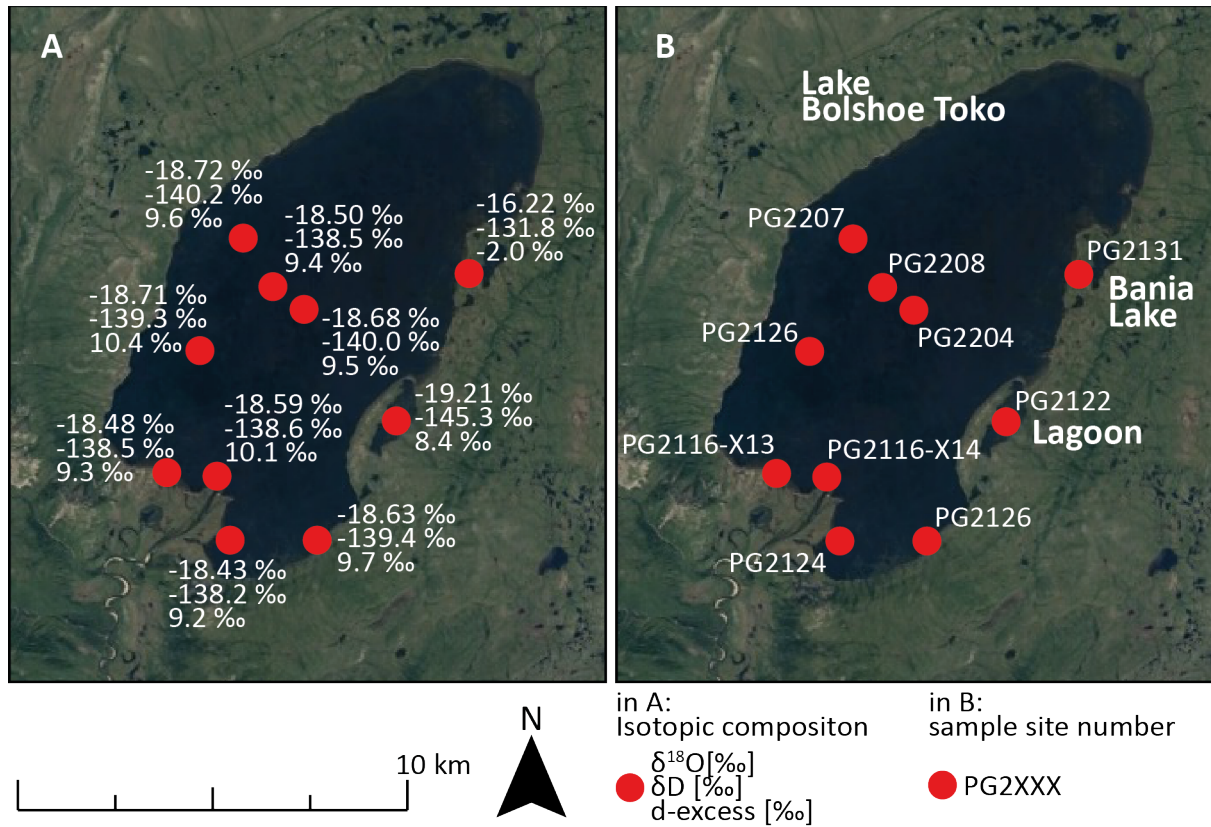 A
-18.72 ‰
-140.2 ‰
9.6 ‰
-18.50 ‰
-138.5 ‰
9.4 ‰
-16.22 ‰
-131.8 ‰
-2.0 ‰
-18.71 ‰
-139.3 ‰
10.4 ‰
-18.68 ‰
-140.0 ‰
9.5 ‰
-18.59 ‰
-138.6 ‰
10.1 ‰
-19.21 ‰
-145.3 ‰
8.4 ‰
-18.48 ‰
-138.5 ‰
9.3 ‰
-18.63 ‰
-139.4 ‰
9.7 ‰
-18.43 ‰
-138.2 ‰
9.2 ‰
B
Lake
Bolshoe Toko
PG2207
PG2208
PG2131
Bania
Lake
PG2204
PG2126
PG2122
Lagoon
PG2116-X13
PG2116-X14
PG2126
PG2124
10 km
N
in A:
Isotopic compositon
δ¹⁸O[‰]
δD [‰]
d-excess [‰]
in B:
sample site number
PG2XXX